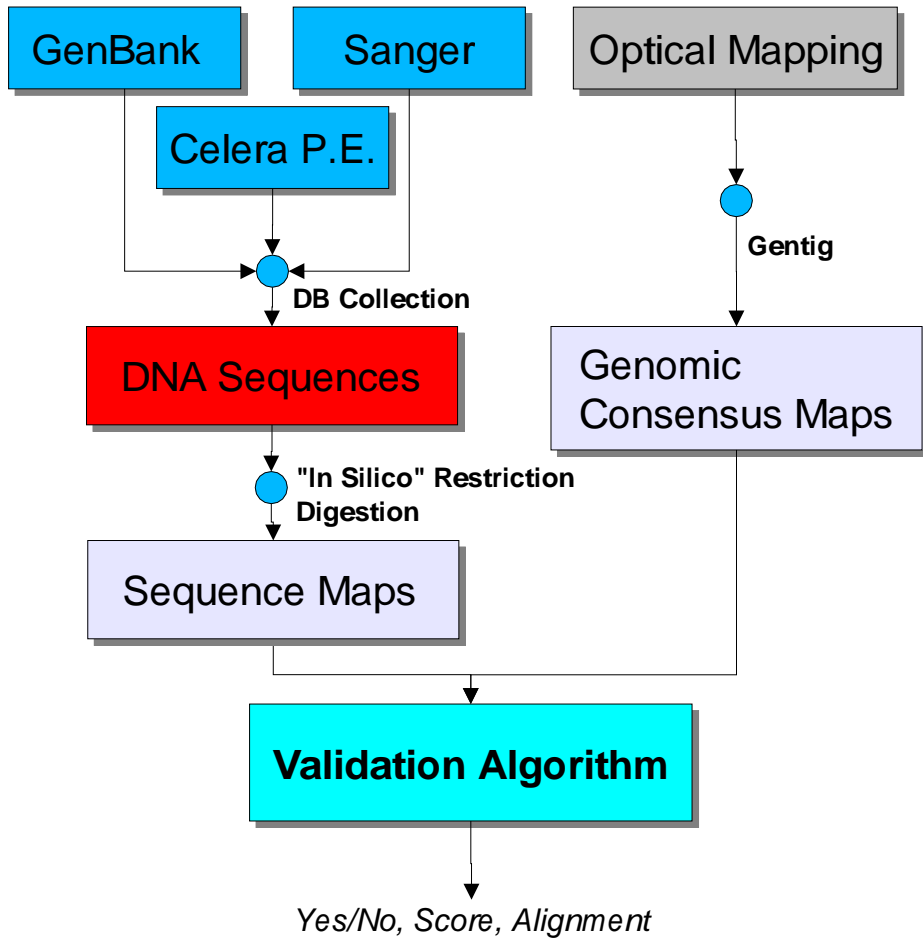 GenBank
Sanger
Optical Mapping
Celera P.E.
Gentig
DB Collection
DNA Sequences
Genomic
Consensus Maps
"In Silico" Restriction
Digestion
Sequence Maps
Validation Algorithm
Yes/No, Score, Alignment